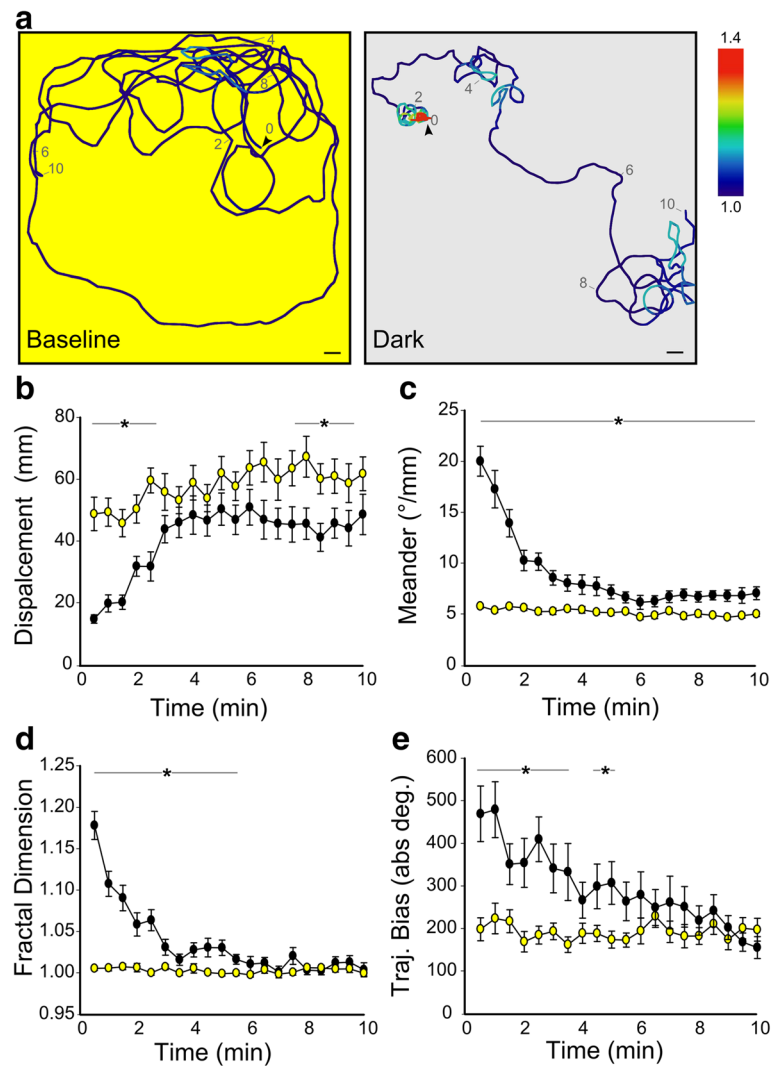 a
4
8
0
2
6
10
Baseline
2
0
4
6
10
8
Dark
1.4
1.0
b
*
*
80
60
40
20
0
Dispalcement (mm)
0 2 4 6 8 10
Time (min)
c
*
25
20
15
10
5
0
Meander (°/mm)
0 2 4 6 8 10
Time (min)
d
*
1.25
1.20
1.15
1.10
1.05
1.00
0.95
Fractal Dimension
0 2 4 6 8 10
Time (min)
e
*
*
600
500
400
300
200
100
0
Traj. Bias (abs deg.)
0 2 4 6 8 10
Time (min)